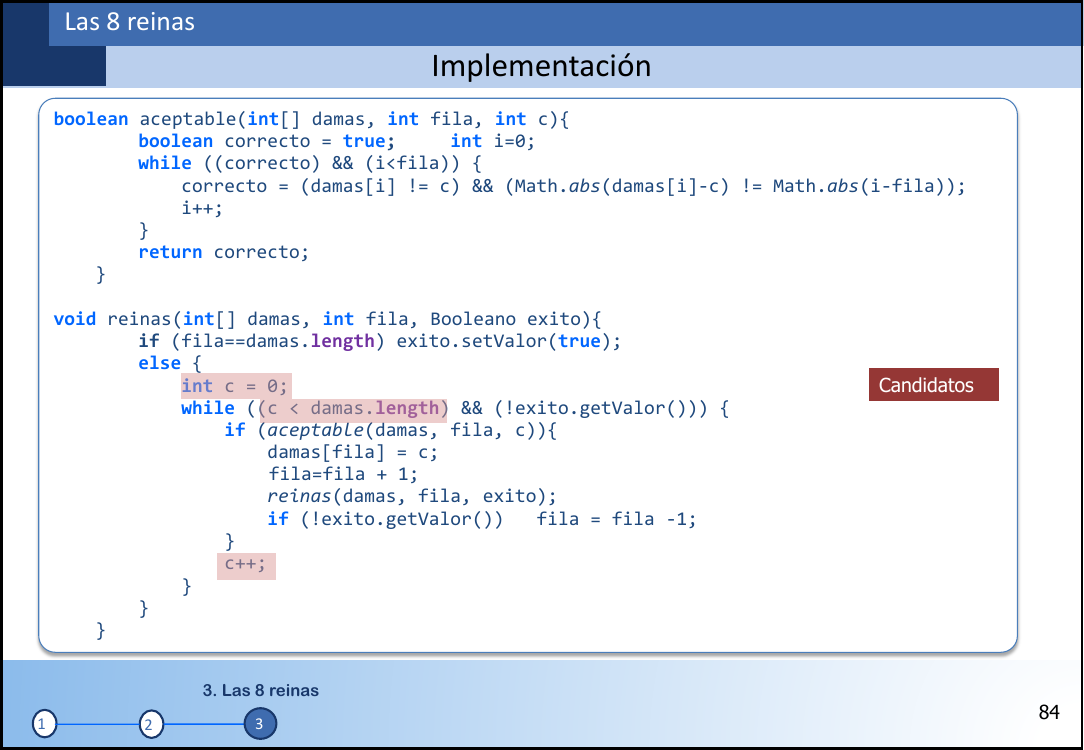 Las 8 reinas
Implementación
boolean aceptable(int[] damas, int fila, int c){
boolean correcto = true;     int i=0;
while ((correcto) && (i<fila)) {
correcto = (damas[i] != c) && (Math.abs(damas[i]-c) != Math.abs(i-fila));
i++;
}
return correcto;
}
void reinas(int[] damas, int fila, Booleano exito){
if (fila==damas.length) exito.setValor(true);
else {
int c = 0;
Candidatos
while ((c < damas.length) && (!exito.getValor())) {
if (aceptable(damas, fila, c)){
damas[fila] = c;
fila=fila + 1;
reinas(damas, fila, exito);
if (!exito.getValor())   fila = fila -1;
}
c++;
}
}
}
3. Las 8 reinas
1 2 3
84